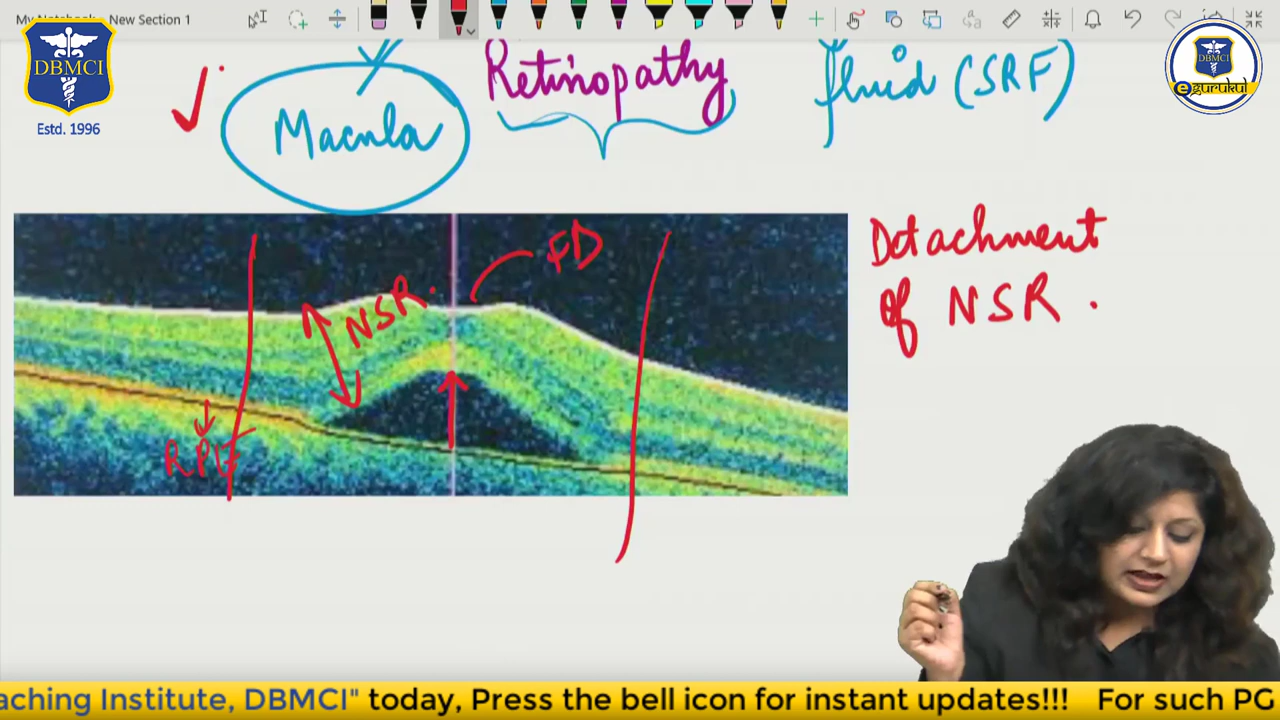 My Notebook - New Section 1
DBMCI
Estd. 1996
DBMCI
egurukul
Macula
Retinopathy
fluid (SRF)
FD
NSR.
RPE
Detachment
of NSR.
aching Institute, DBMCI" today, Press the bell icon for instant updates!!! For such PG